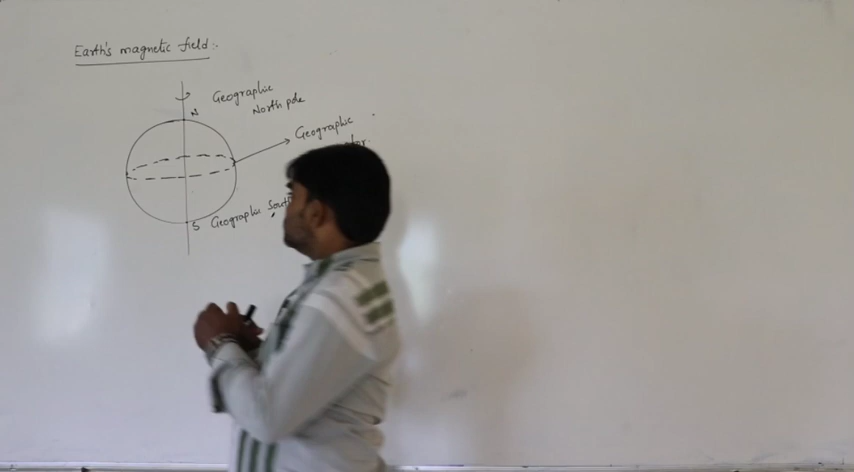 Earth's magnetic field:-
Geographic
North pole
N
Geographic
S Geographic South